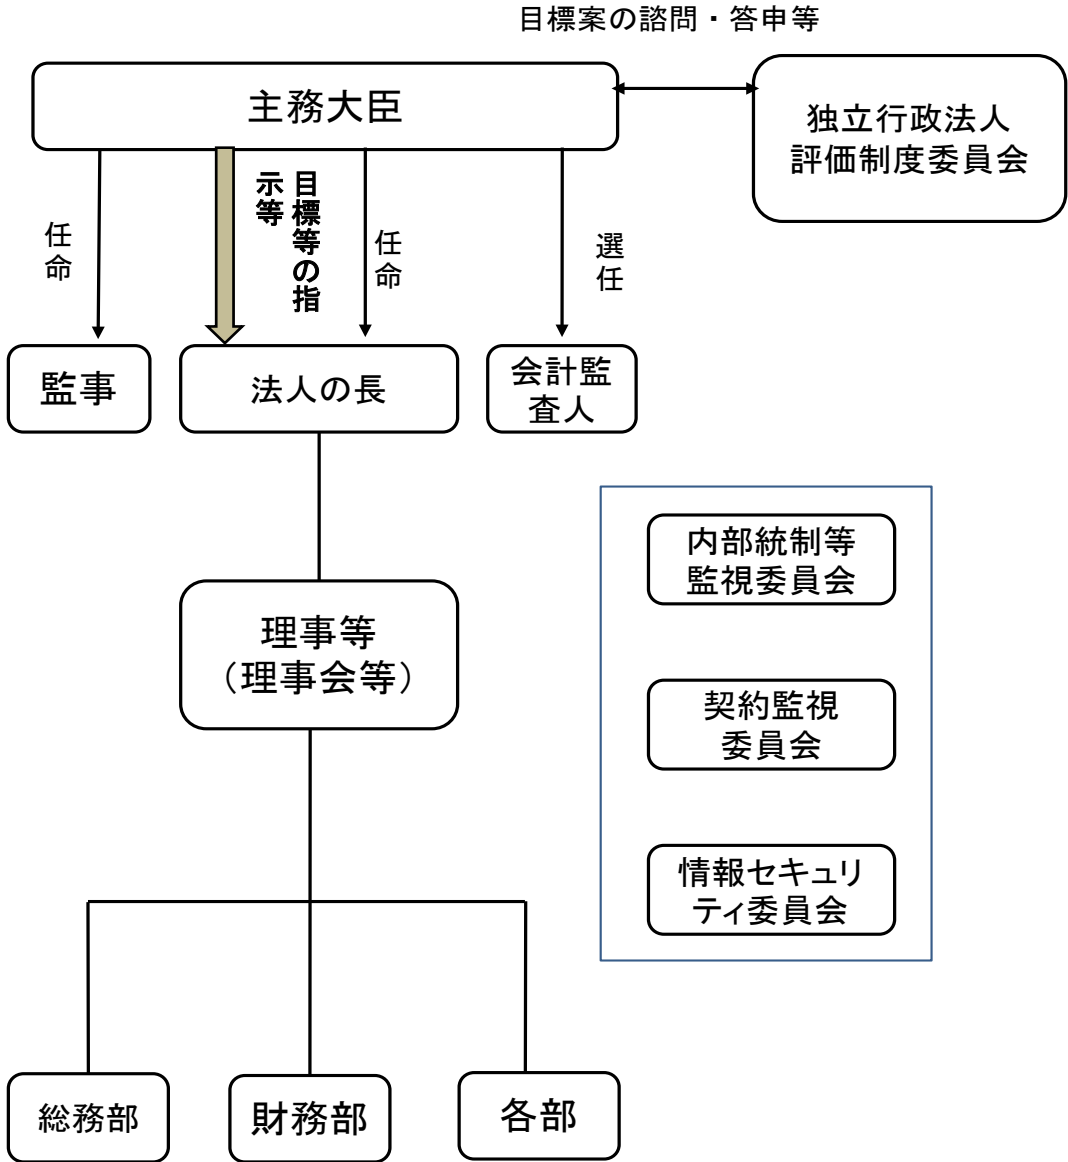 目標案の諮問・答申等
主務大臣
独立行政法人
評価制度委員会
任命
目標等の指
示等
任命
選任
監事
法人の長
会計監
査人
内部統制等
監視委員会
理事等
（理事会等）
契約監視
委員会
情報セキュリ
ティ委員会
総務部
財務部
各部